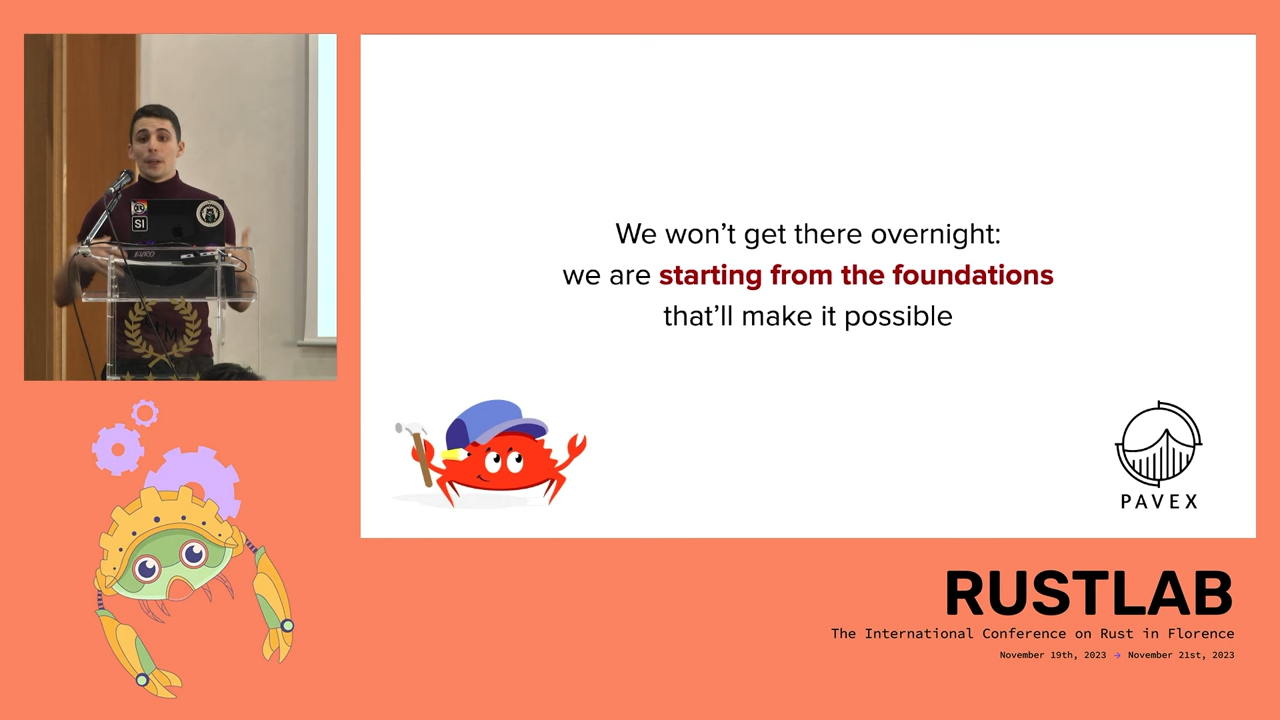 We won’t get there overnight:
we are starting from the foundations
that’ll make it possible
PAVEX
SI
RUSTLAB
The International Conference on Rust in Florence
November 19th, 2023 → November 21st, 2023